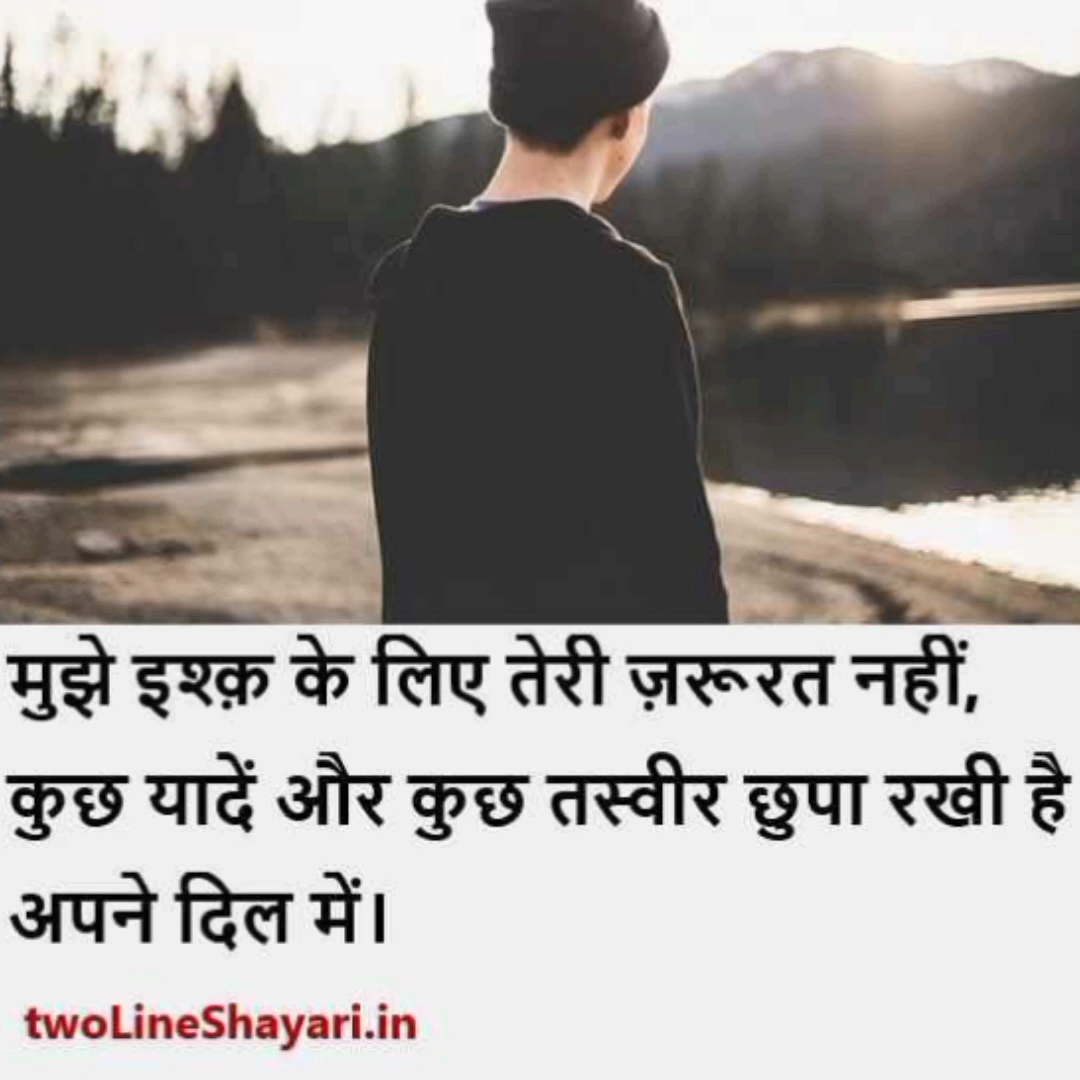 मुझे इश्क़ के लिए तेरी ज़रूरत नहीं,
कुछ यादें और कुछ तस्वीर छुपा रखी है
अपने दिल में।
twoLineShayari.in